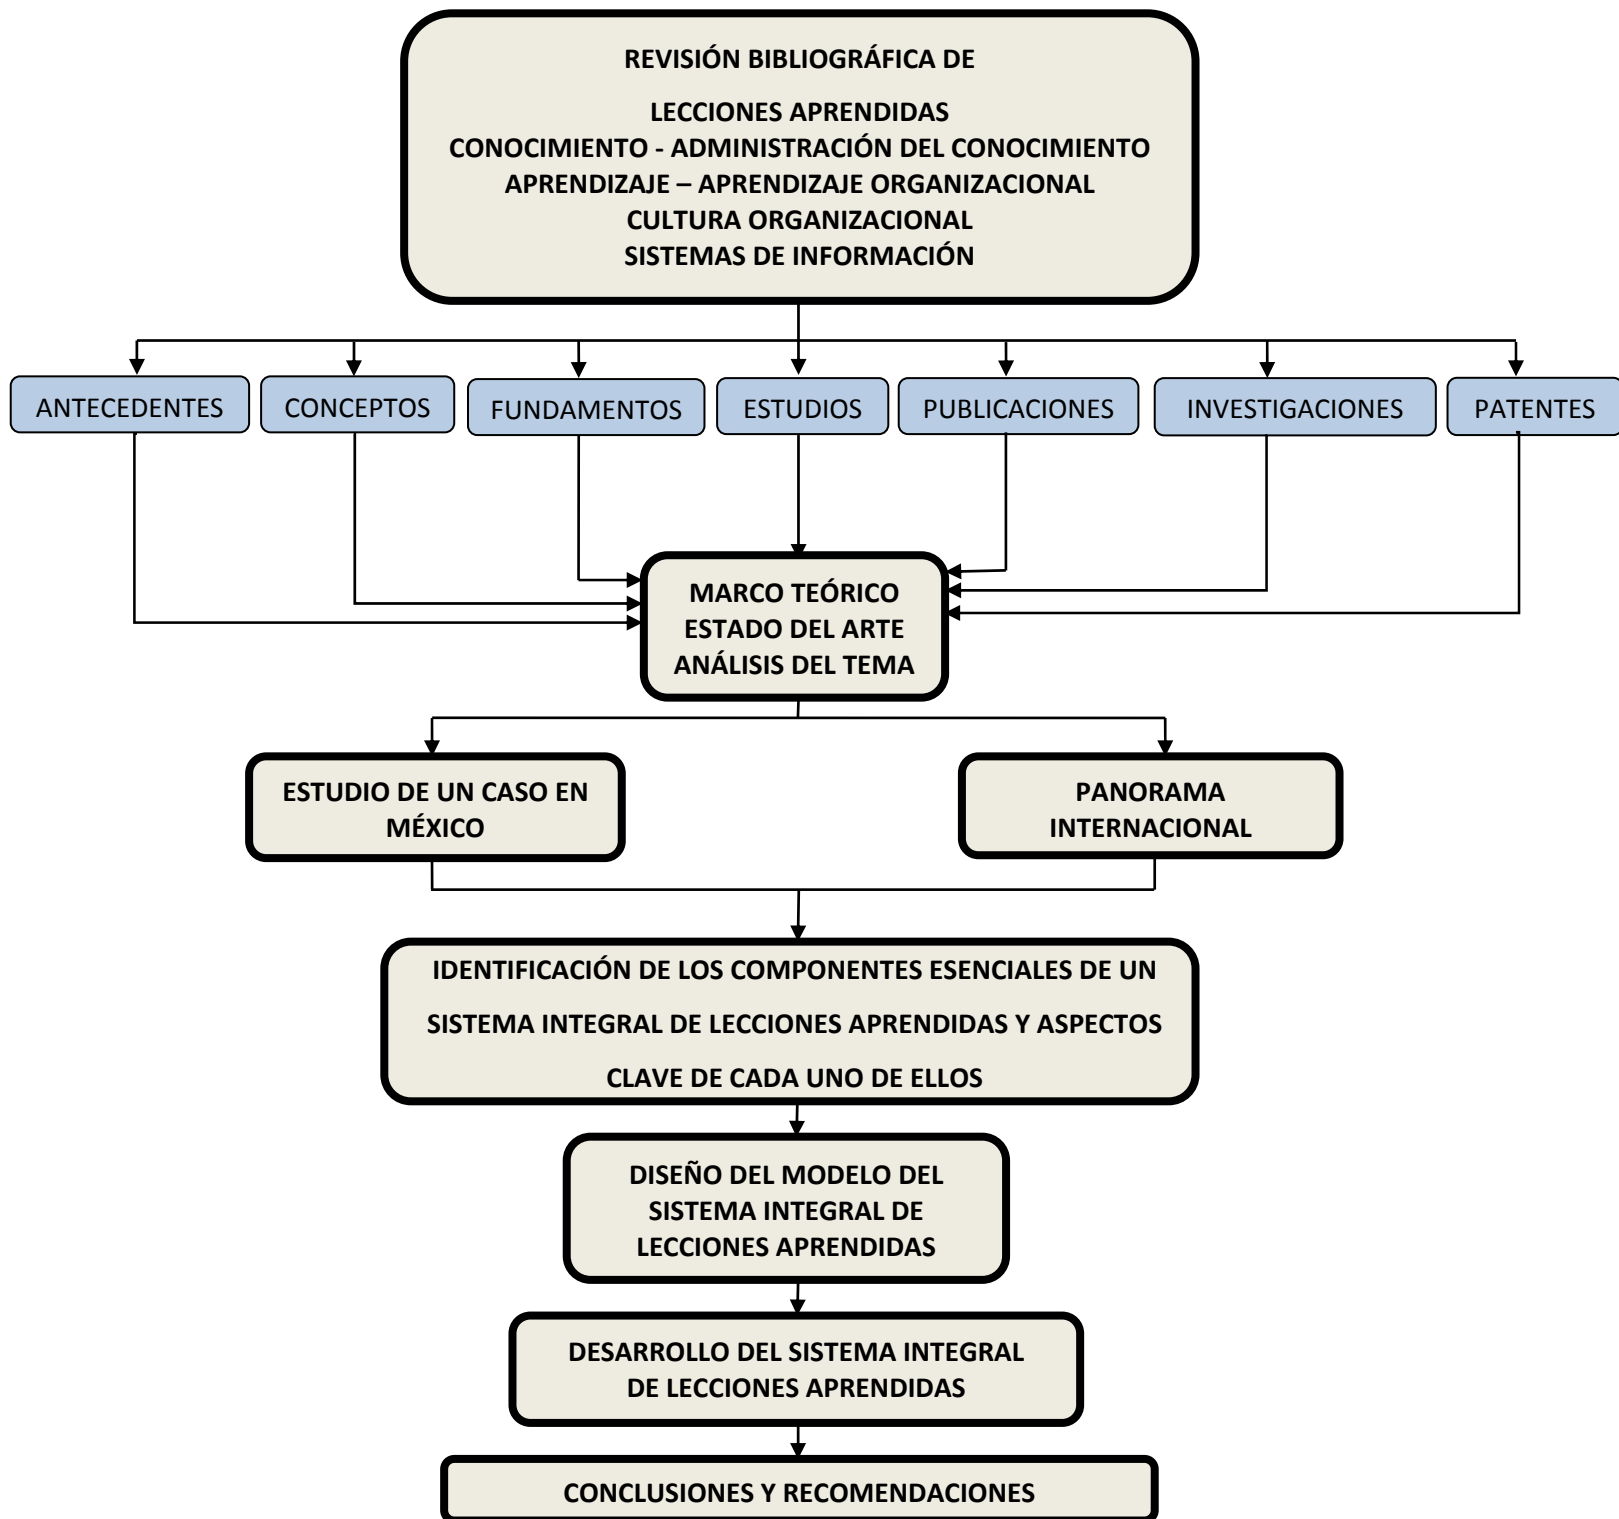 REVISIÓN BIBLIOGRÁFICA DE
LECCIONES APRENDIDAS
CONOCIMIENTO - ADMINISTRACIÓN DEL CONOCIMIENTO
APRENDIZAJE – APRENDIZAJE ORGANIZACIONAL
CULTURA ORGANIZACIONAL
SISTEMAS DE INFORMACIÓN
ANTECEDENTES
CONCEPTOS
FUNDAMENTOS
ESTUDIOS
PUBLICACIONES
INVESTIGACIONES
PATENTES
MARCO TEÓRICO
ESTADO DEL ARTE
ANÁLISIS DEL TEMA
ESTUDIO DE UN CASO EN
MÉXICO
PANORAMA
INTERNACIONAL
IDENTIFICACIÓN DE LOS COMPONENTES ESENCIALES DE UN
SISTEMA INTEGRAL DE LECCIONES APRENDIDAS Y ASPECTOS
CLAVE DE CADA UNO DE ELLOS
DISEÑO DEL MODELO DEL
SISTEMA INTEGRAL DE
LECCIONES APRENDIDAS
DESARROLLO DEL SISTEMA INTEGRAL
DE LECCIONES APRENDIDAS
CONCLUSIONES Y RECOMENDACIONES